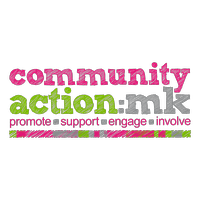 community
action:mk
promote ▪ support ▪ engage ▪ involve